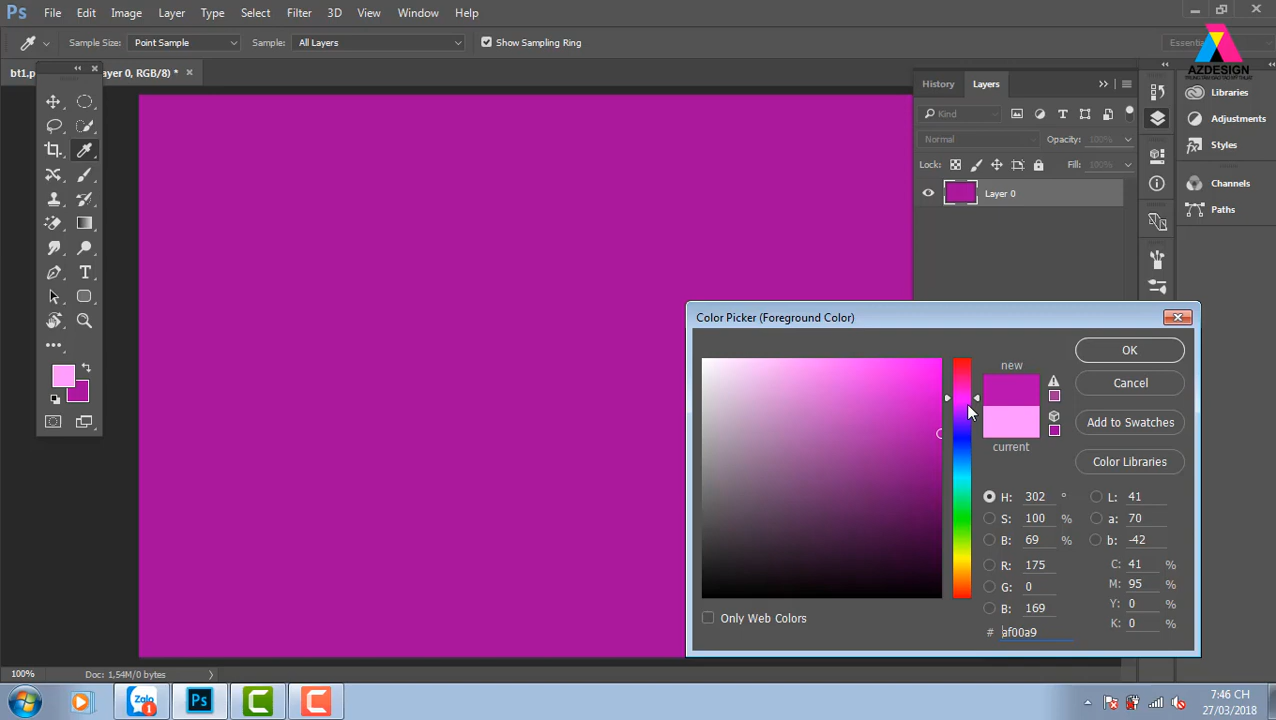 Ps File Edit Image Layer Type Select Filter 3D View Window Help
Sample Size: Point Sample Sample: All Layers Show Sampling Ring
bt1.p ayer 0, RGB/8) *
AZDESIGN
History Layers
Kind
Normal Opacity: 100%
Lock: Fill: 100%
Layer 0
Libraries
Adjustments
Styles
Channels
Paths
Color Picker (Foreground Color)
new
current
OK
Cancel
Add to Swatches
Color Libraries
H: 302 ° L: 41
S: 100 % a: 70
B: 69 % b: -42
R: 175 C: 41 %
G: 0 M: 95 %
B: 169 Y: 0 %
K: 0 %
# af00a9
Only Web Colors
100% Doc: 1,54M/0 bytes
Zalo 1
Ps
7:46 CH
27/03/2018